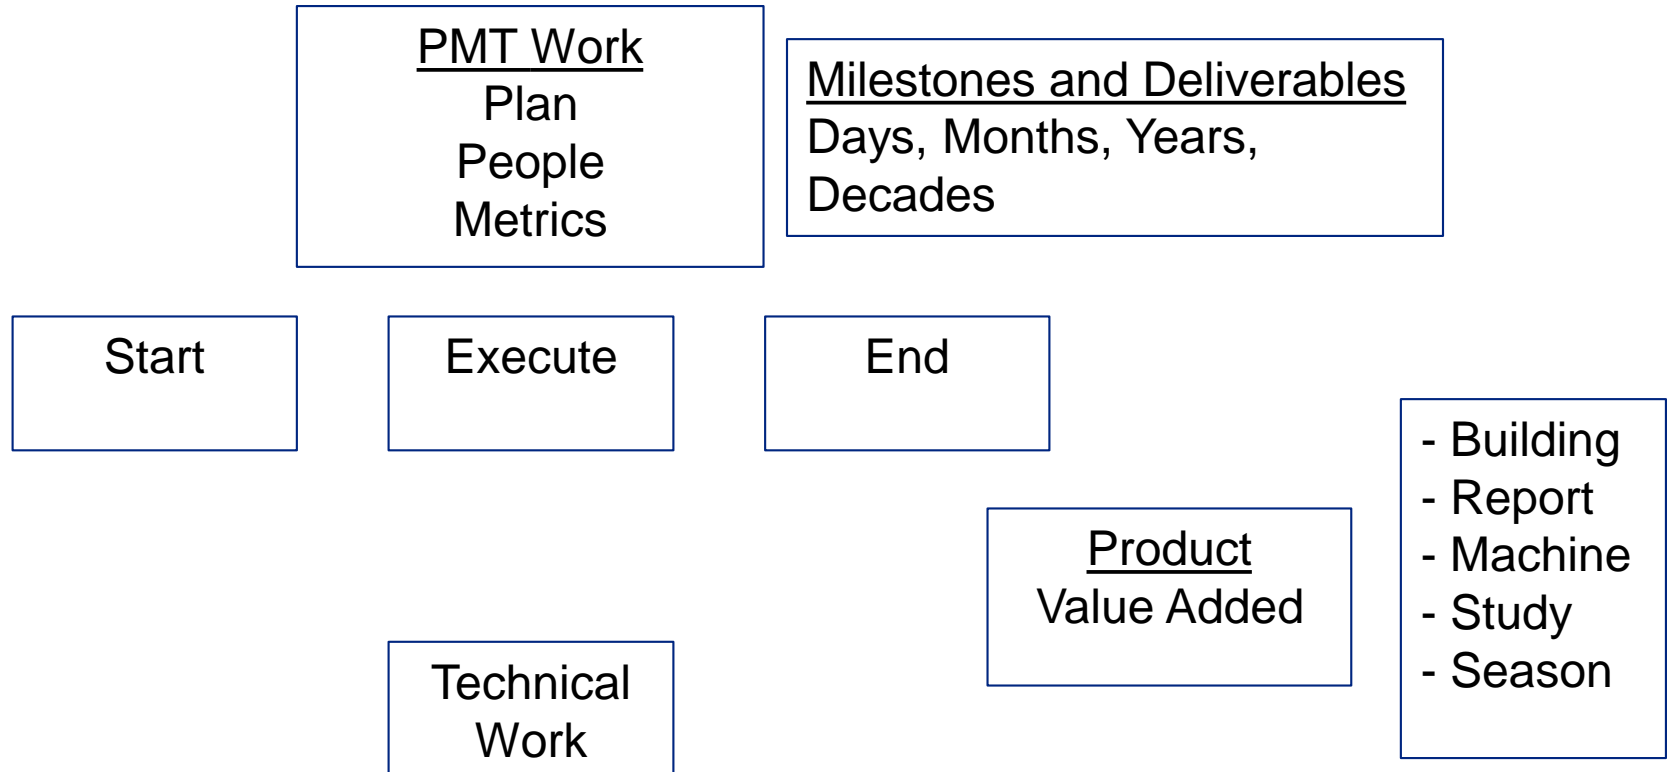 PMT Work
Plan
People
Metrics
Milestones and Deliverables
Days, Months, Years,
Decades
Start
Execute
End
Product
Value Added
- Building
- Report
- Machine
- Study
- Season
Technical
Work